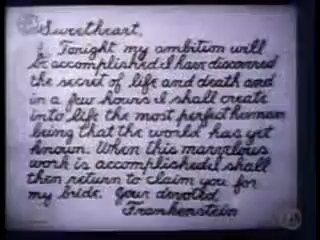 Sweetheart,
Tonight my ambition will
be accomplished. I have discovered
the secret of life and death and
in a few hours I shall create
into life the most perfect human
being that the world has yet
known. When this marvelous
work is accomplished, I shall
then return to claim you for
my bride. Your devoted
Frankenstein